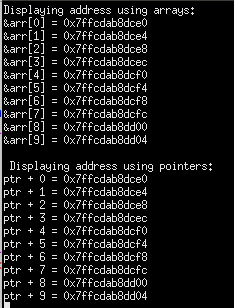 Displaying address using arrays:
&arr[0] = 0x7ffcdab8dce0
&arr[1] = 0x7ffcdab8dce4
&arr[2] = 0x7ffcdab8dce8
&arr[3] = 0x7ffcdab8dcec
&arr[4] = 0x7ffcdab8dcf0
&arr[5] = 0x7ffcdab8dcf4
&arr[6] = 0x7ffcdab8dcf8
&arr[7] = 0x7ffcdab8dcfc
&arr[8] = 0x7ffcdab8dd00
&arr[9] = 0x7ffcdab8dd04
Displaying address using pointers:
ptr + 0 = 0x7ffcdab8dce0
ptr + 1 = 0x7ffcdab8dce4
ptr + 2 = 0x7ffcdab8dce8
ptr + 3 = 0x7ffcdab8dcec
ptr + 4 = 0x7ffcdab8dcf0
ptr + 5 = 0x7ffcdab8dcf4
ptr + 6 = 0x7ffcdab8dcf8
ptr + 7 = 0x7ffcdab8dcfc
ptr + 8 = 0x7ffcdab8dd00
ptr + 9 = 0x7ffcdab8dd04